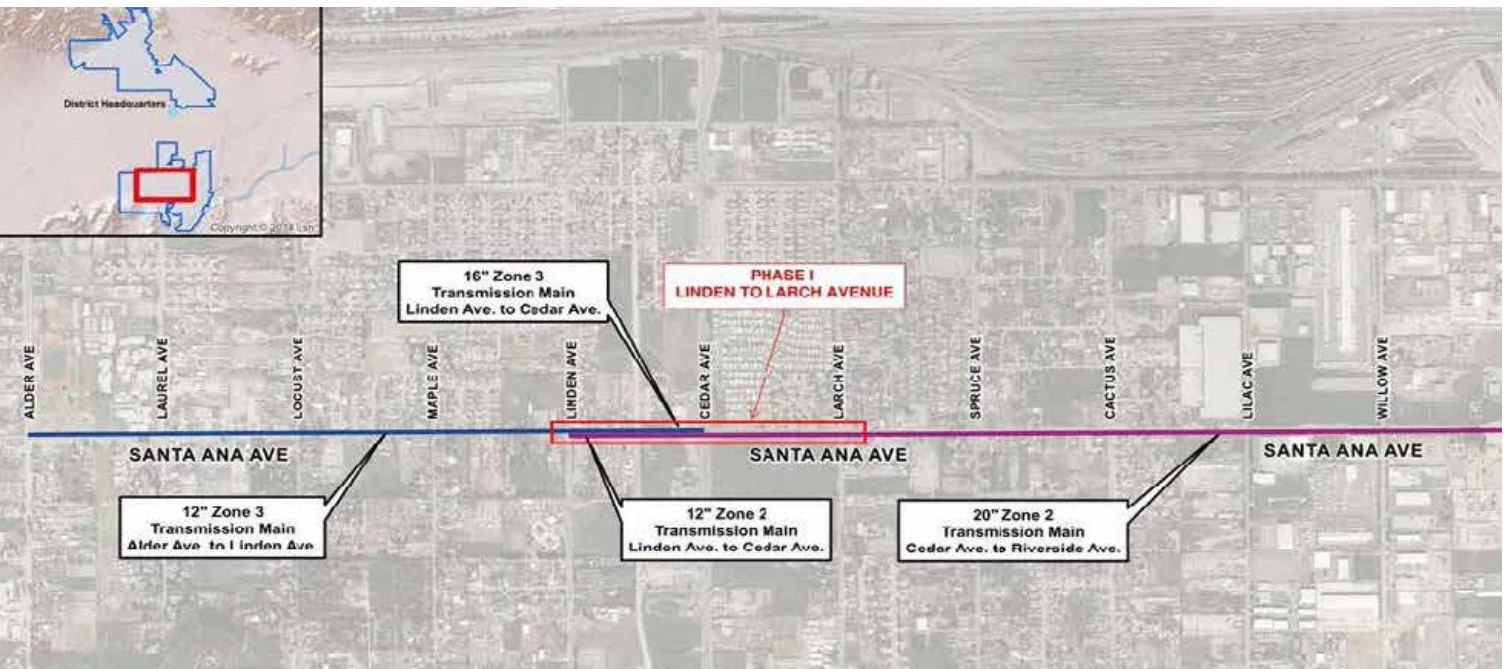 District Headquarters
Copyright:© 2014 Esri
16" Zone 3
Transmission Main
Linden Ave. to Cedar Ave.
PHASE I
LINDEN TO LARCH AVENUE
ALDER AVE
LAUREL AVE
LOCUST AVE
MAPLE AVE
LINDEN AVE
CEDAR AVE
LARCH AVE
SPRUCE AVE
CACTUS AVE
LILAC AVE
WILLOW AVE
SANTA ANA AVE
SANTA ANA AVE
SANTA ANA AVE
12" Zone 3
Transmission Main
Alder Ave. to Linden Ave
12" Zone 2
Transmission Main
Linden Ave. to Cedar Ave.
20" Zone 2
Transmission Main
Cedar Ave. to Riverside Ave.